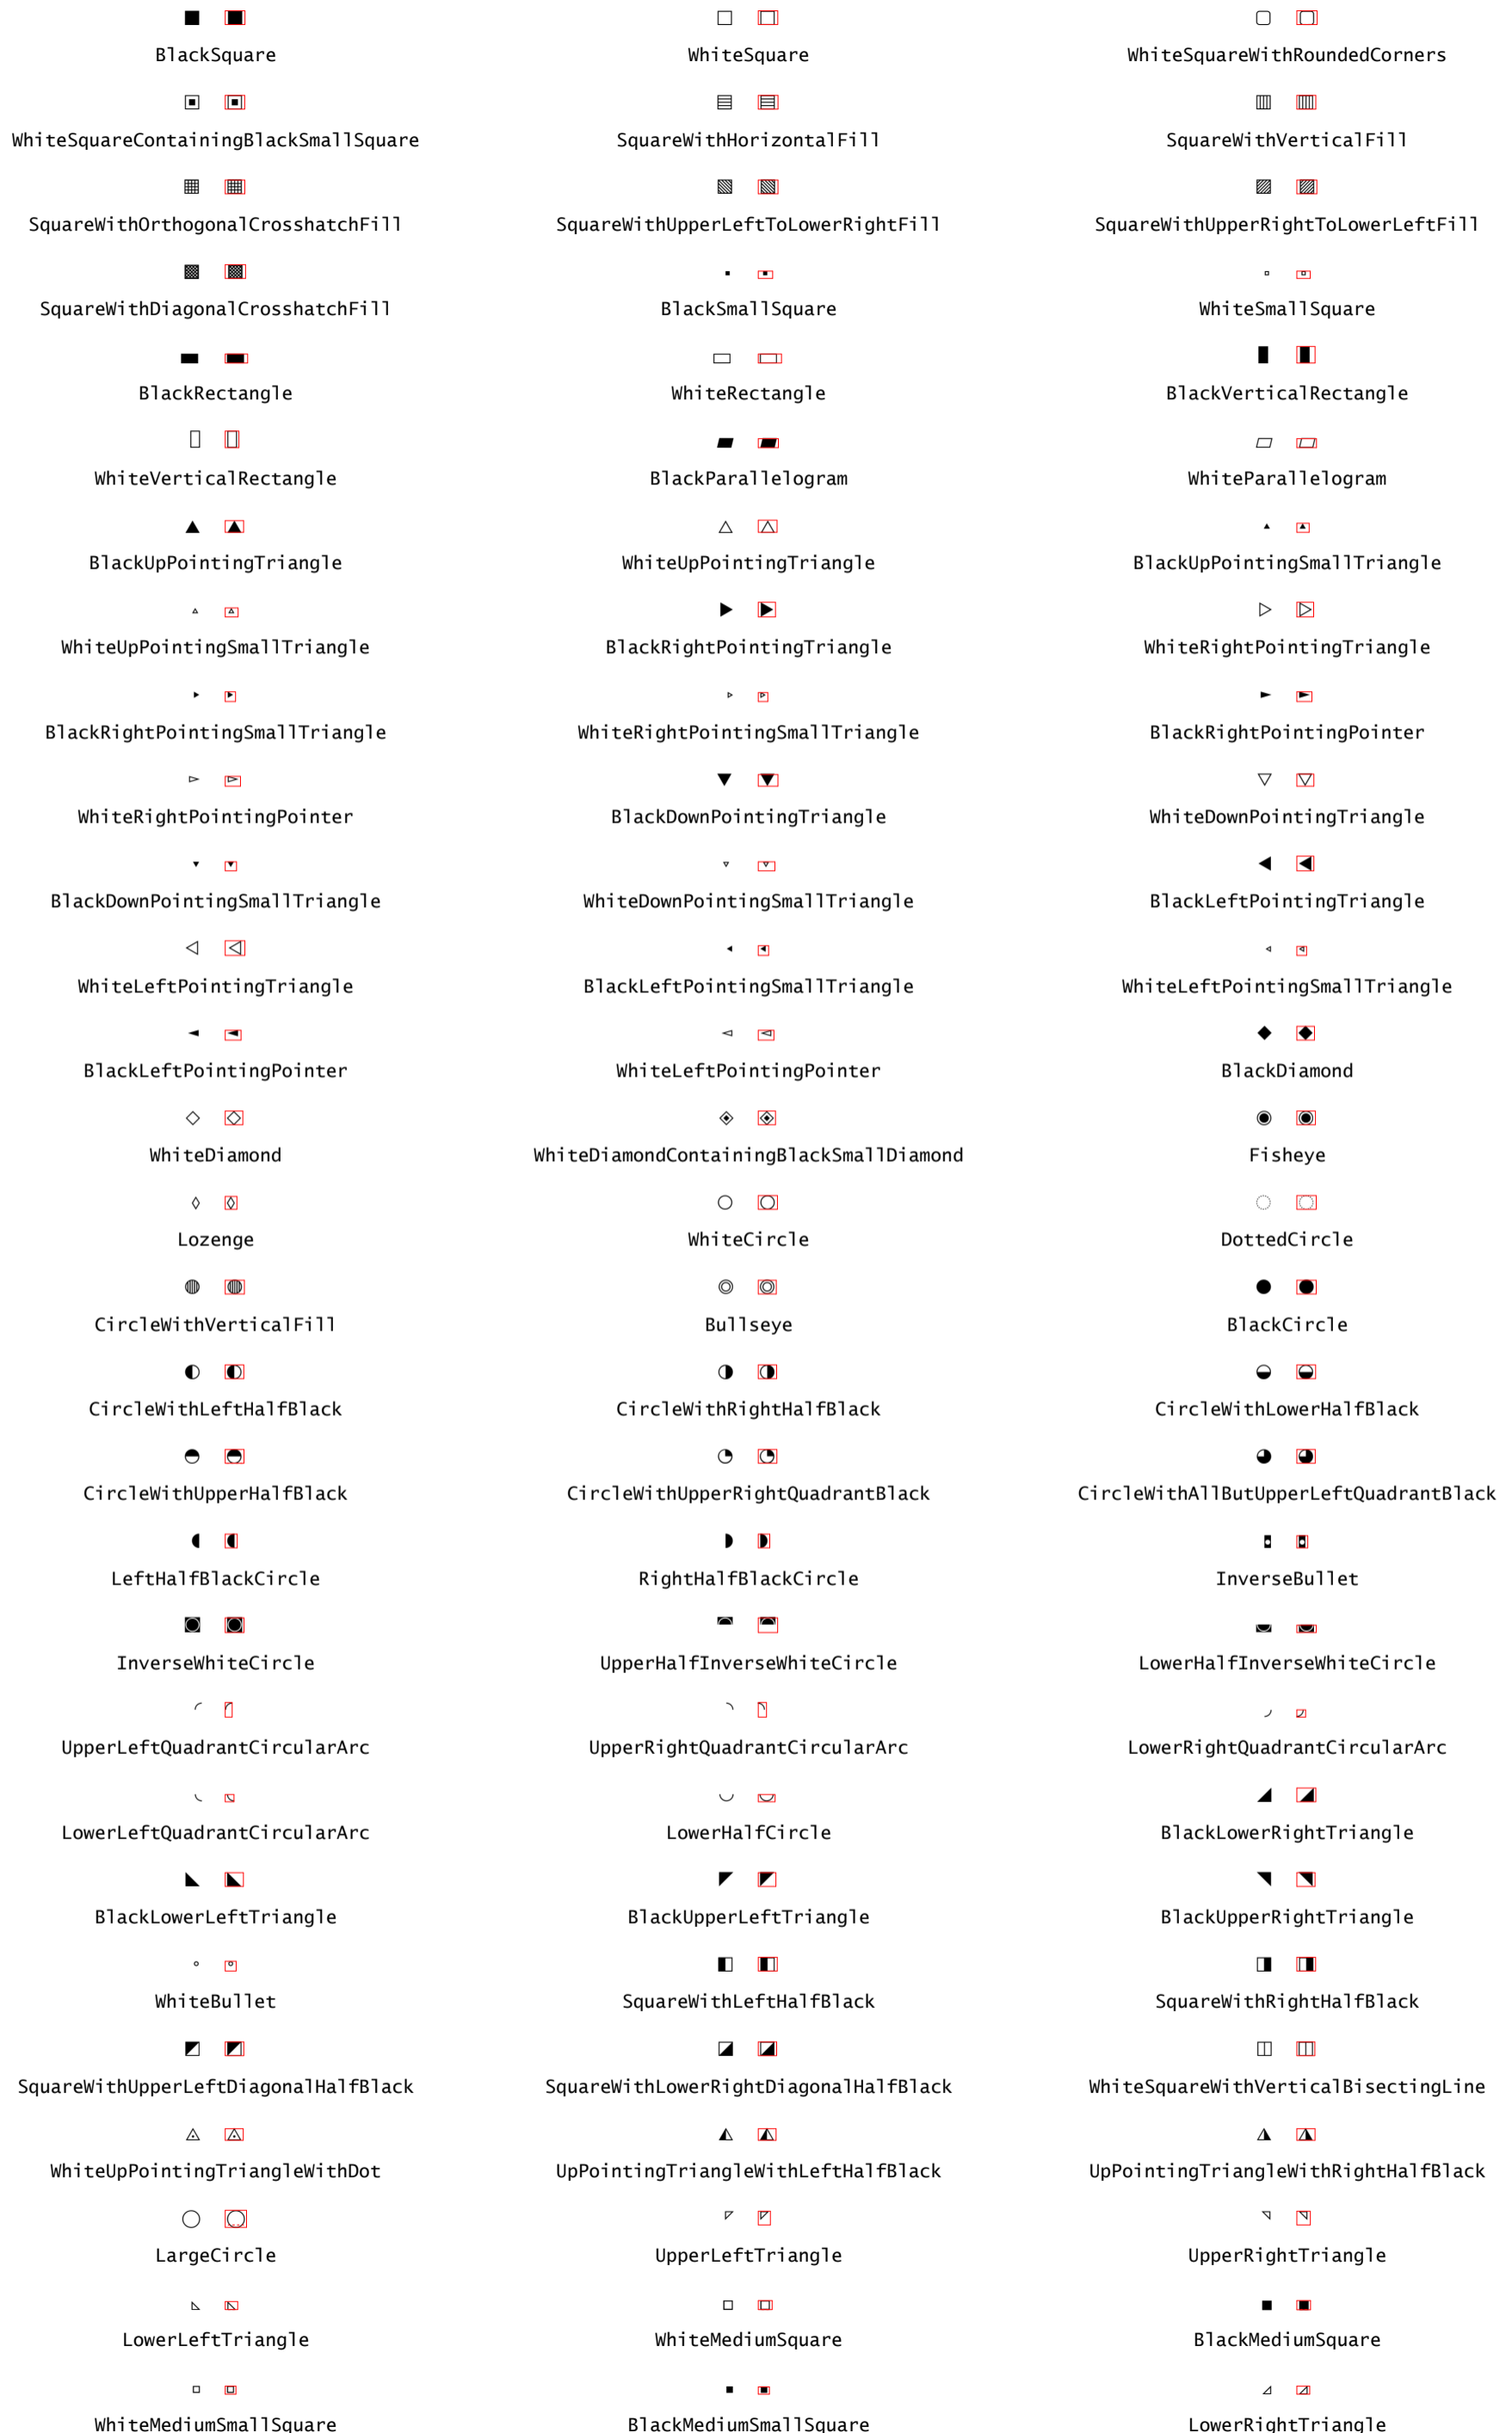 BlackSquare WhiteSquare WhiteSquareWithRoundedCorners
WhiteSquareContainingBlackSmallSquare SquareWithHorizontalFill SquareWithVerticalFill
SquareWithOrthogonalCrosshatchFill SquareWithUpperLeftToLowerRightFill SquareWithUpperRightToLowerLeftFill
SquareWithDiagonalCrosshatchFill BlackSmallSquare WhiteSmallSquare
BlackRectangle WhiteRectangle BlackVerticalRectangle
WhiteVerticalRectangle BlackParallelogram WhiteParallelogram
BlackUpPointingTriangle WhiteUpPointingTriangle BlackUpPointingSmallTriangle
WhiteUpPointingSmallTriangle BlackRightPointingTriangle WhiteRightPointingTriangle
BlackRightPointingSmallTriangle WhiteRightPointingSmallTriangle BlackRightPointingPointer
WhiteRightPointingPointer BlackDownPointingTriangle WhiteDownPointingTriangle
BlackDownPointingSmallTriangle WhiteDownPointingSmallTriangle BlackLeftPointingTriangle
WhiteLeftPointingTriangle BlackLeftPointingSmallTriangle WhiteLeftPointingSmallTriangle
BlackLeftPointingPointer WhiteLeftPointingPointer BlackDiamond
WhiteDiamond WhiteDiamondContainingBlackSmallDiamond Fisheye
Lozenge WhiteCircle DottedCircle
CircleWithVerticalFill Bullseye BlackCircle
CircleWithLeftHalfBlack CircleWithRightHalfBlack CircleWithLowerHalfBlack
CircleWithUpperHalfBlack CircleWithUpperRightQuadrantBlack CircleWithAllButUpperLeftQuadrantBlack
LeftHalfBlackCircle RightHalfBlackCircle InverseBullet
InverseWhiteCircle UpperHalfInverseWhiteCircle LowerHalfInverseWhiteCircle
UpperLeftQuadrantCircularArc UpperRightQuadrantCircularArc LowerRightQuadrantCircularArc
LowerLeftQuadrantCircularArc LowerHalfCircle BlackLowerRightTriangle
BlackLowerLeftTriangle BlackUpperLeftTriangle BlackUpperRightTriangle
WhiteBullet SquareWithLeftHalfBlack SquareWithRightHalfBlack
SquareWithUpperLeftDiagonalHalfBlack SquareWithLowerRightDiagonalHalfBlack WhiteSquareWithVerticalBisectingLine
WhiteUpPointingTriangleWithDot UpPointingTriangleWithLeftHalfBlack UpPointingTriangleWithRightHalfBlack
LargeCircle UpperLeftTriangle UpperRightTriangle
LowerLeftTriangle WhiteMediumSquare BlackMediumSquare
WhiteMediumSmallSquare BlackMediumSmallSquare LowerRightTriangle